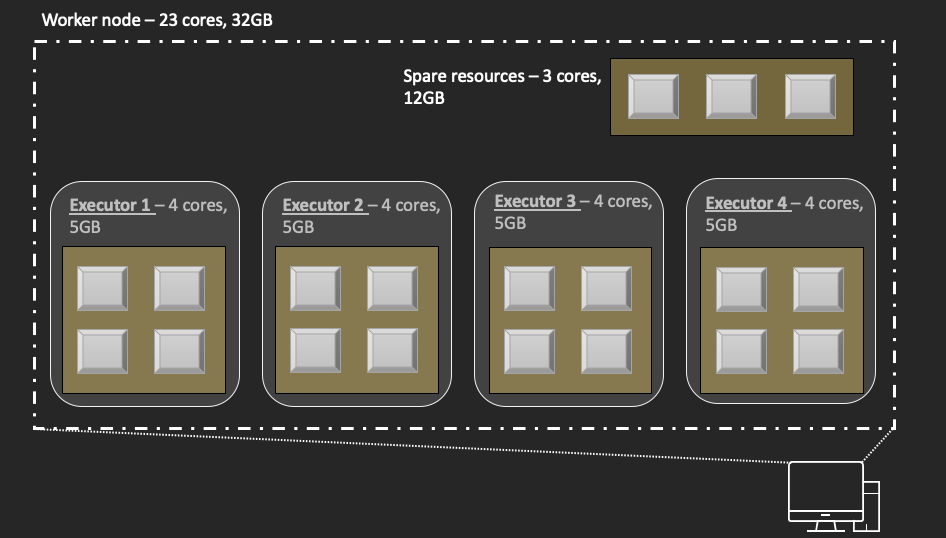 Worker node – 23 cores, 32GB
Spare resources – 3 cores,
12GB
Executor 1 – 4 cores,
5GB
Executor 2 – 4 cores,
5GB
Executor 3 – 4 cores,
5GB
Executor 4 – 4 cores,
5GB